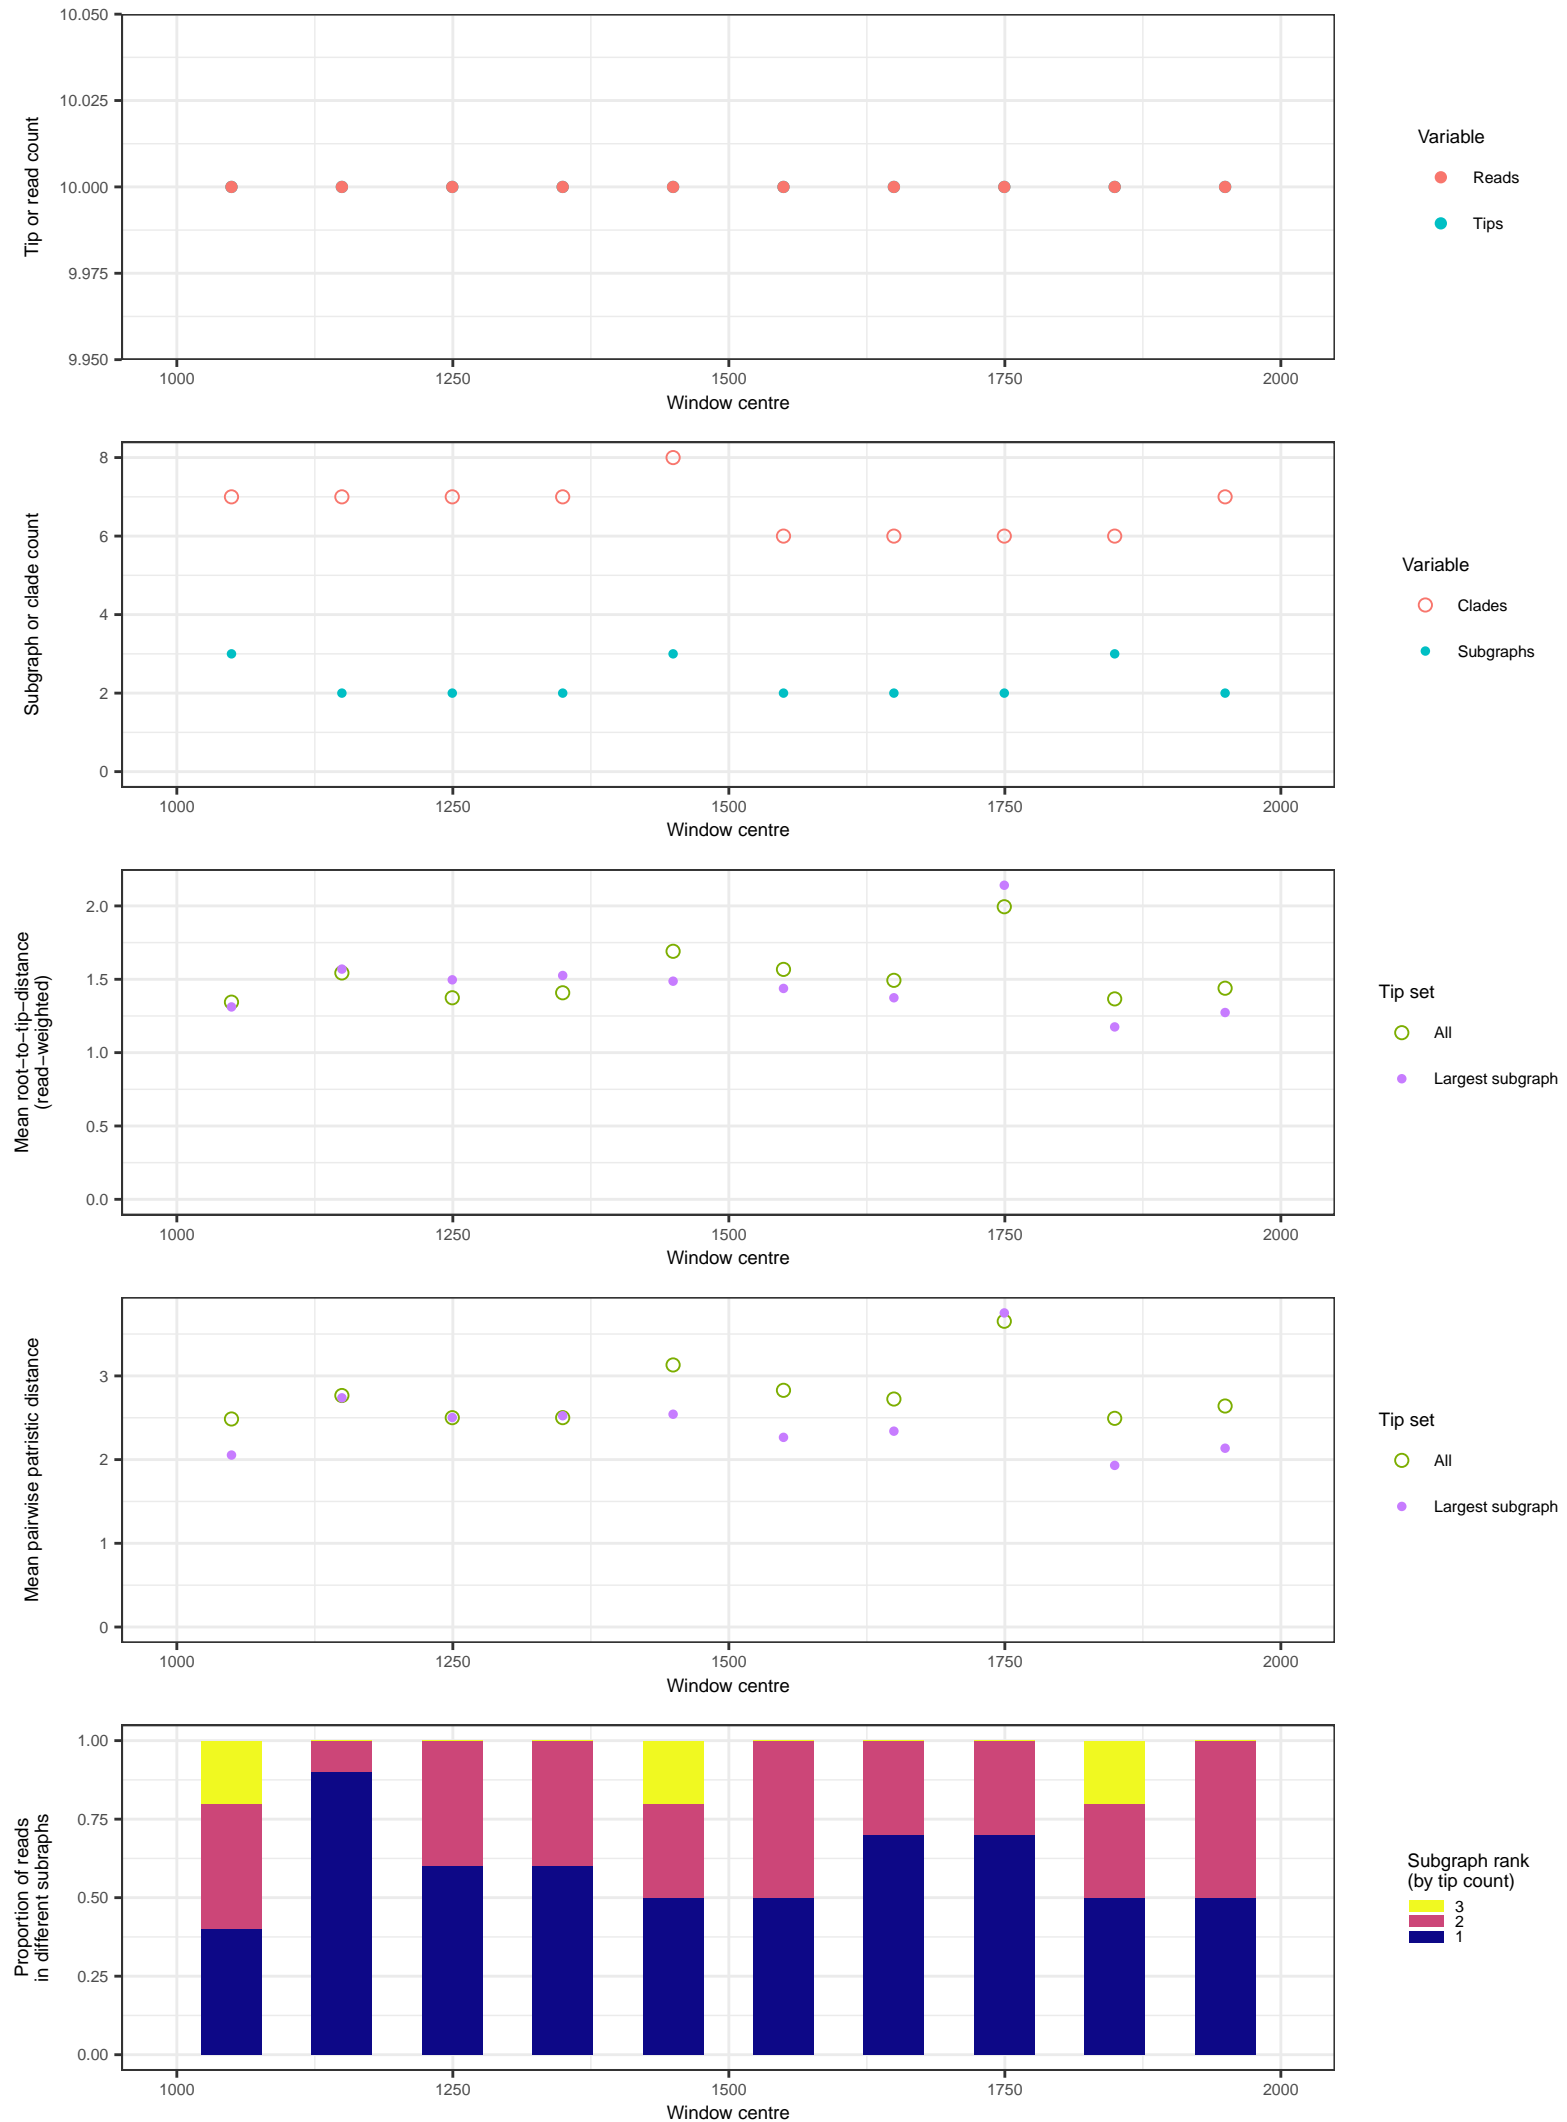 10.050
10.025
10.000
9.975
9.950
Tip or read count
1000 1250 1500 1750 2000
Window centre
Variable
Reads
Tips
8
6
4
2
0
Subgraph or clade count
1000 1250 1500 1750 2000
Window centre
Variable
Clades
Subgraphs
2.0
1.5
1.0
0.5
0.0
Mean root−to−tip−distance
(read−weighted)
1000 1250 1500 1750 2000
Window centre
Tip set
All
Largest subgraph
3
2
1
0
Mean pairwise patristic distance
1000 1250 1500 1750 2000
Window centre
Tip set
All
Largest subgraph
1.00
0.75
0.50
0.25
0.00
Proportion of reads
in different subraphs
1000 1250 1500 1750 2000
Window centre
Subgraph rank
(by tip count)
3
2
1